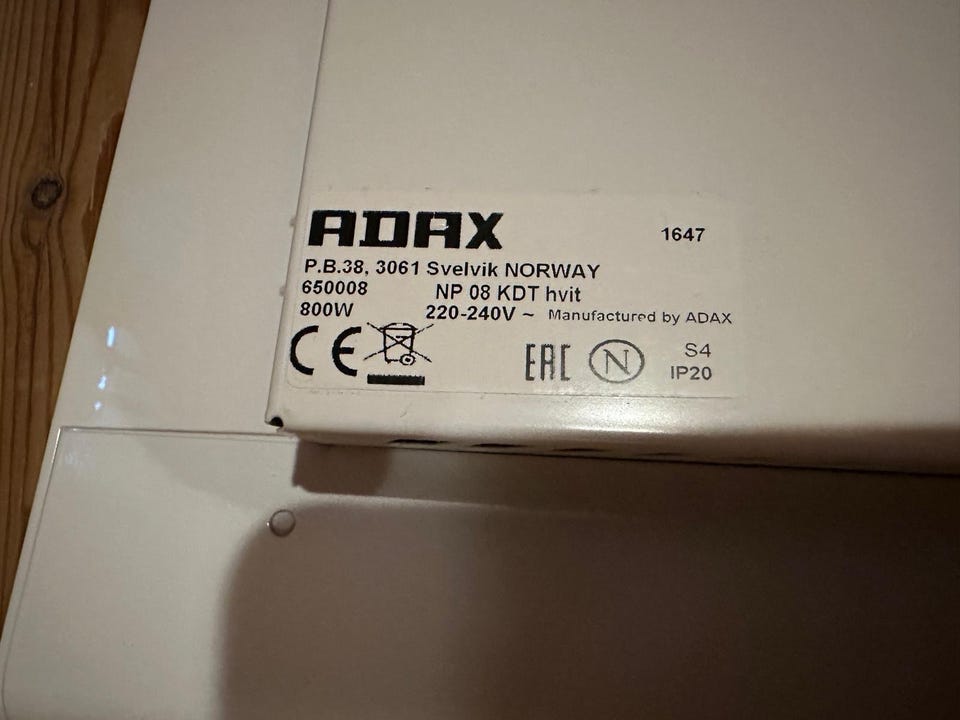 ADAX 1647
P.B.38, 3061 Svelvik NORWAY
650008 NP 08 KDT hvit
800W 220-240V ~ Manufactured by ADAX
CE EAC N S4
IP20